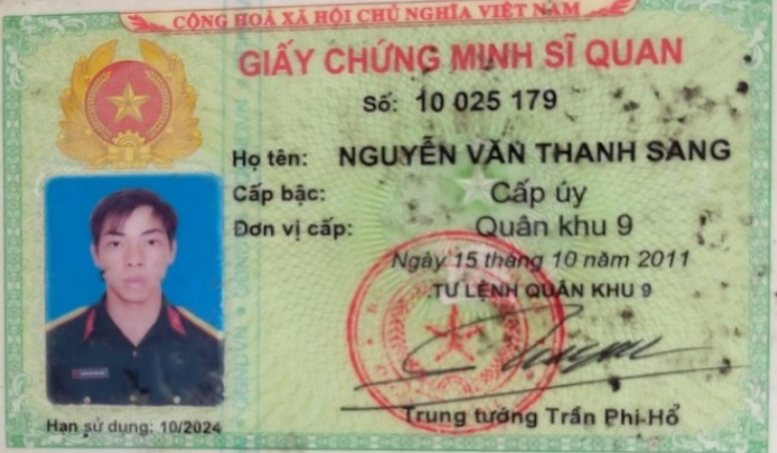 CỘNG HOÀ XÃ HỘI CHỦ NGHĨA VIỆT NAM
GIẤY CHỨNG MINH SĨ QUAN
Số: 10 025 179
Họ tên: NGUYỄN VĂN THANH SANG
Cấp bậc: Cấp úy
Đơn vị cấp: Quân khu 9
Ngày 15 tháng 10 năm 2011
TƯ LỆNH QUÂN KHU 9
Trung tướng Trần Phi Hổ
Hạn sử dụng: 10/2024